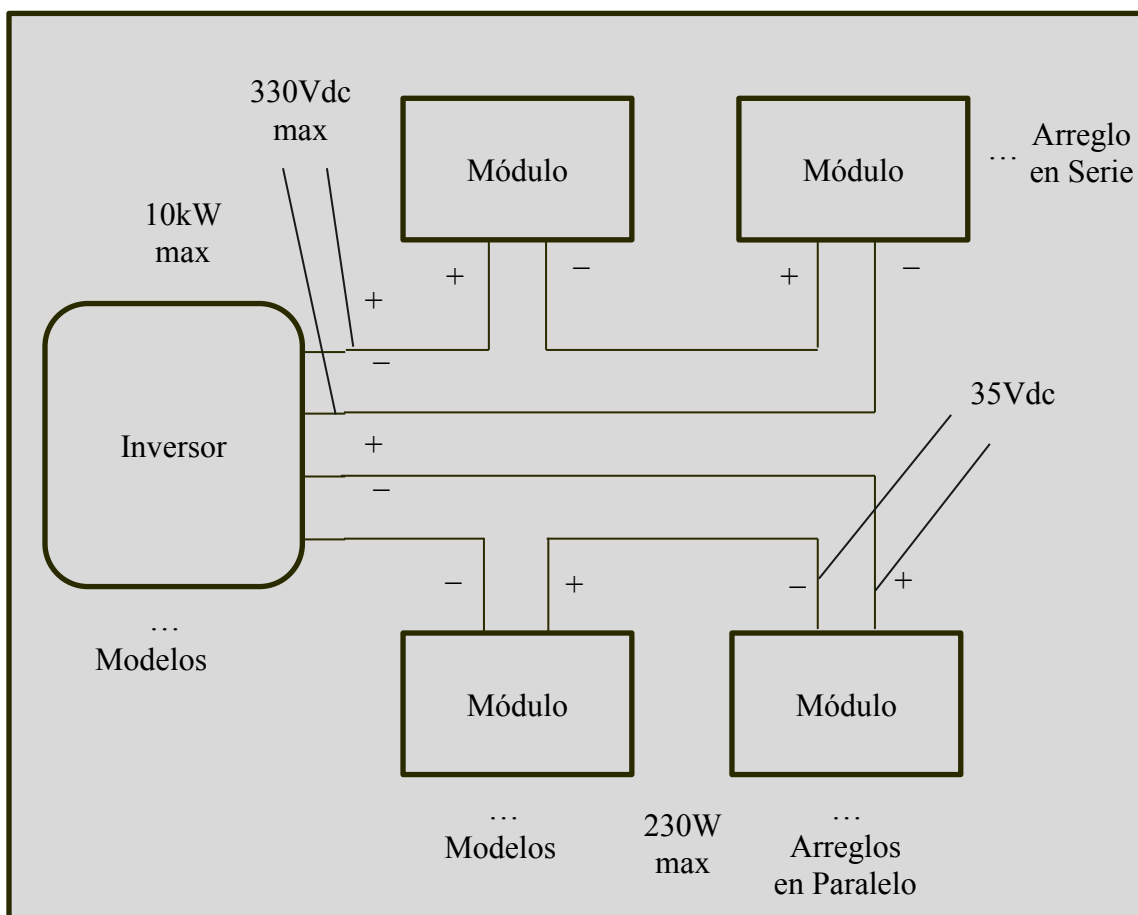 330Vdc
max
Módulo
Módulo
… Arreglo
en Serie
10kW
max
+
−
+
−
+
−
35Vdc
+
Inversor
−
−
+
−
+
…
Modelos
Módulo
Módulo
…
Modelos
230W
max
…
Arreglos
en Paralelo